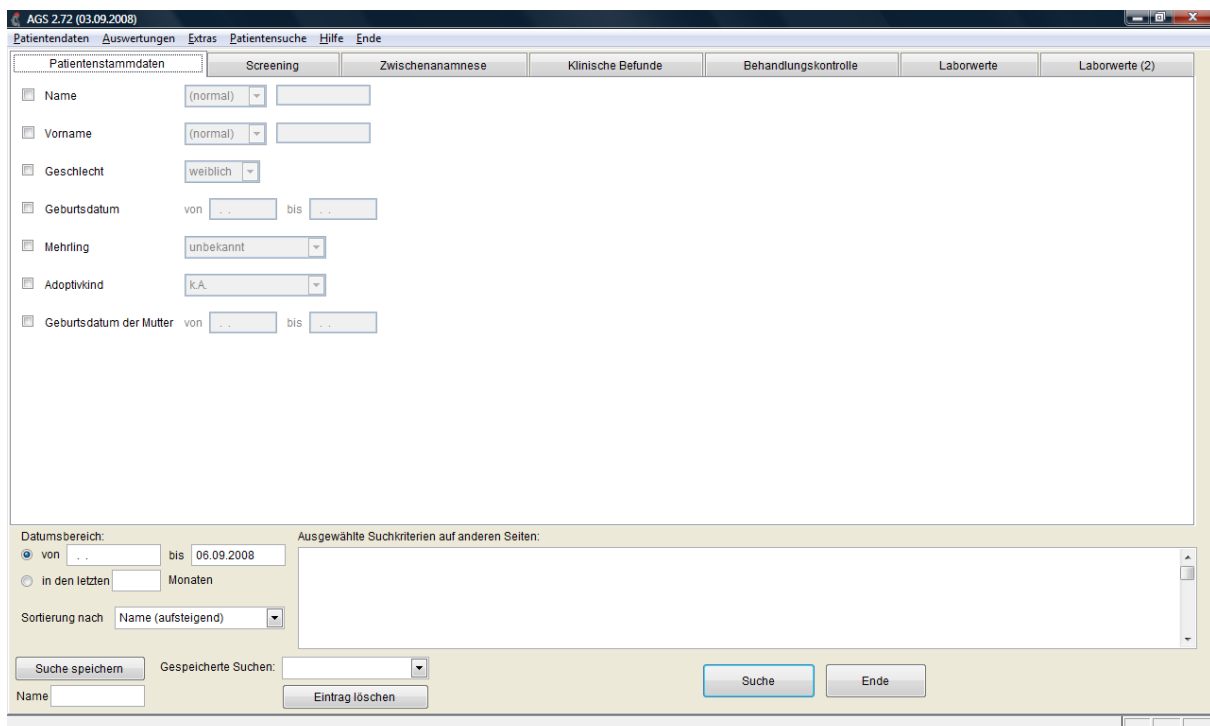 AGS 2.72 (03.09.2008)
Patientendaten Auswertungen Extras Patientensuche Hilfe Ende
Patientenstammdaten Screening Zwischenanamnese Klinische Befunde Behandlungskontrolle Laborwerte Laborwerte (2)
Name (normal)
Vorname (normal)
Geschlecht weiblich
Geburtsdatum von . . bis . .
Mehrling unbekannt
Adoptivkind k.A.
Geburtsdatum der Mutter von . . bis . .
Datumsbereich: Ausgewählte Suchkriterien auf anderen Seiten:
von . . bis 06.09.2008
in den letzten Monaten
Sortierung nach Name (aufsteigend)
Suche speichern Gespeicherte Suchen: Suche Ende
Name Eintrag löschen